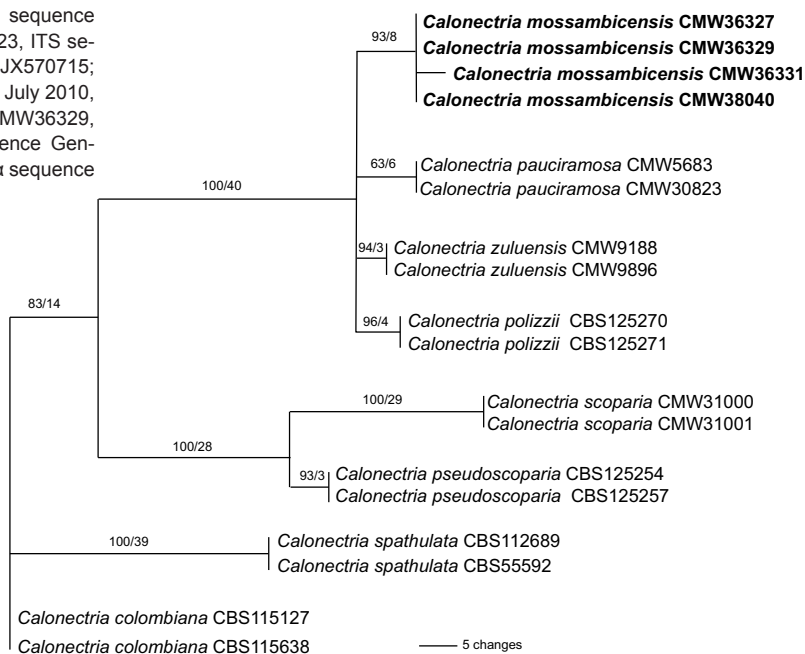 sequence
23, ITS se-
JX570715;
July 2010,
MW36329,
ence Gen-
α sequence
93/8
Calonectria mossambicensis CMW36327
Calonectria mossambicensis CMW36329
Calonectria mossambicensis CMW36331
Calonectria mossambicensis CMW38040
63/6
Calonectria pauciramosa CMW5683
Calonectria pauciramosa CMW30823
100/40
94/3
Calonectria zuluensis CMW9188
Calonectria zuluensis CMW9896
83/14
96/4
Calonectria polizzii CBS125270
Calonectria polizzii CBS125271
100/29
Calonectria scoparia CMW31000
Calonectria scoparia CMW31001
100/28
93/3
Calonectria pseudoscoparia CBS125254
Calonectria pseudoscoparia CBS125257
100/39
Calonectria spathulata CBS112689
Calonectria spathulata CBS55592
Calonectria colombiana CBS115127
Calonectria colombiana CBS115638
5 changes